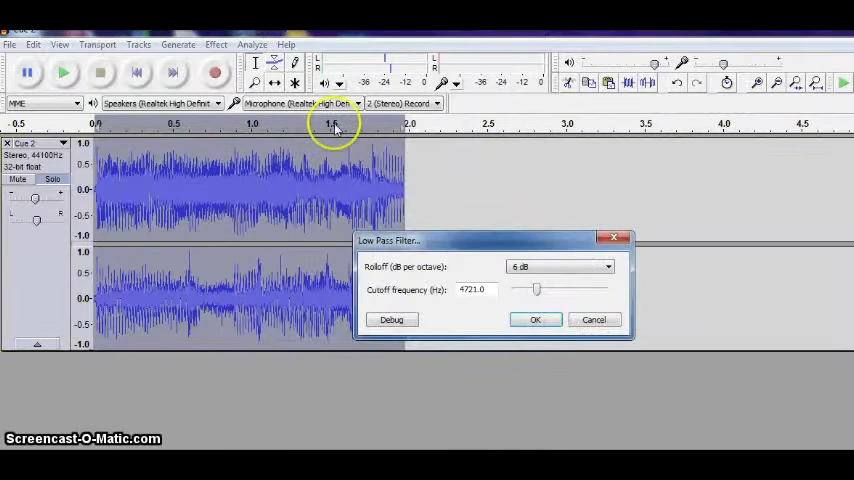 Cue 2
File Edit View Transport Tracks Generate Effect Analyze Help
L
R
-36 -24 -12 0
L
R
-36 -24 -12 0
MME
Speakers (Realtek High Definit
Microphone (Realtek High Defi
2 (Stereo) Record
-0.5 0.0 0.5 1.0 1.5 2.0 2.5 3.0 3.5 4.0 4.5
Cue 2
Stereo, 44100Hz
32-bit float
Mute Solo
- +
L R
1.0
0.5
0.0
-0.5
-1.0
1.0
0.5
0.0
-0.5
-1.0
Low Pass Filter...
Rolloff (dB per octave): 6 dB
Cutoff frequency (Hz): 4721.0
Debug OK Cancel
Screencast-O-Matic.com